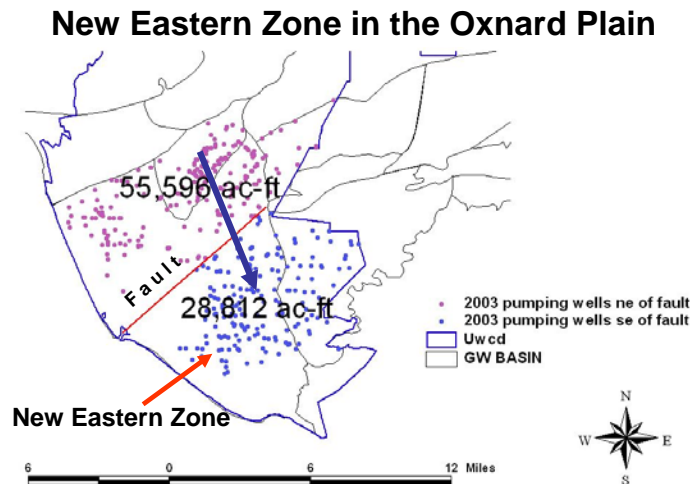 New Eastern Zone in the Oxnard Plain
55,596 ac-ft
Fault
28,812 ac-ft
New Eastern Zone
2003 pumping wells ne of fault
2003 pumping wells se of fault
Uwcd
GW BASIN
N
W E
S
6 0 6 12 Miles